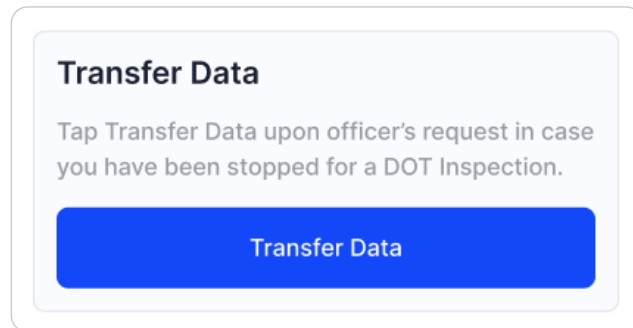 Transfer Data
Tap Transfer Data upon officer’s request in case
you have been stopped for a DOT Inspection.
Transfer Data